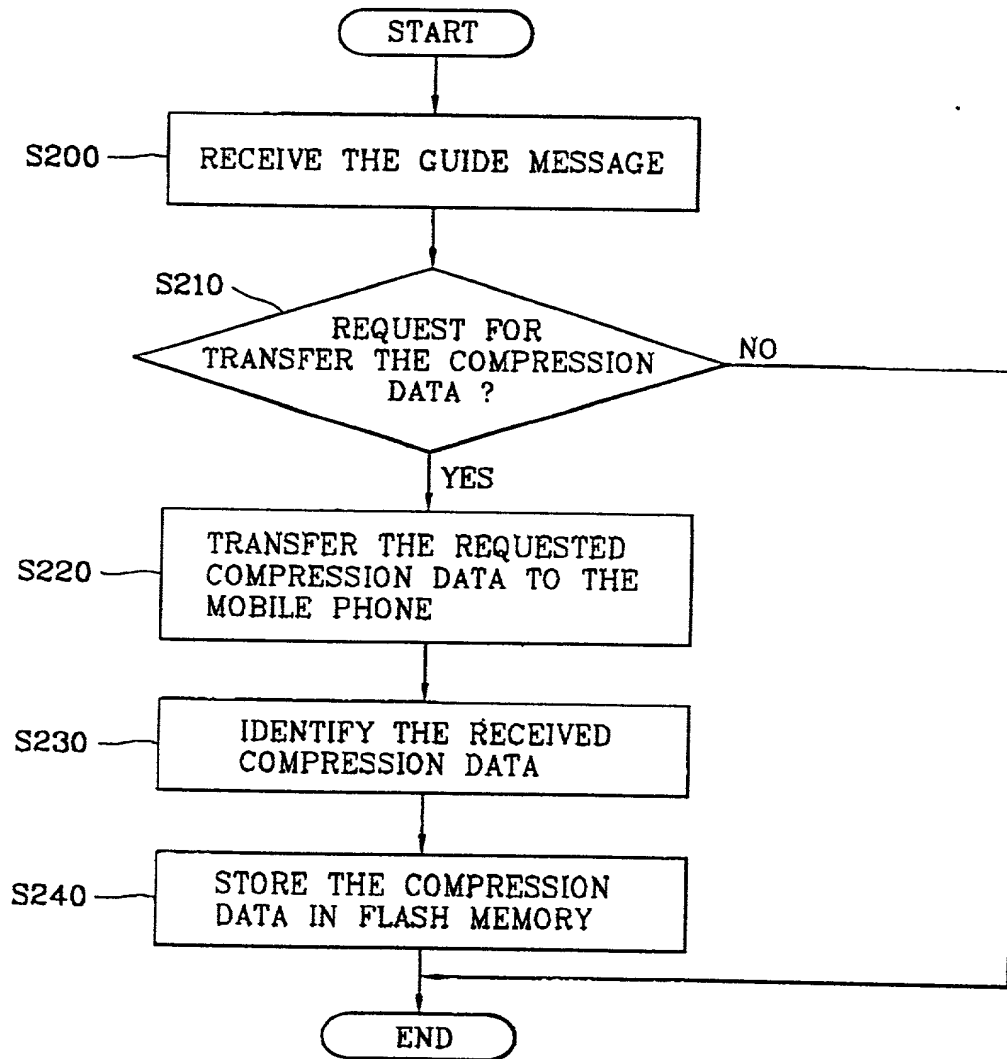 START
S200
RECEIVE THE GUIDE MESSAGE
S210
REQUEST FOR
TRANSFER THE COMPRESSION
DATA ?
NO
YES
S220
TRANSFER THE REQUESTED
COMPRESSION DATA TO THE
MOBILE PHONE
S230
IDENTIFY THE RECEIVED
COMPRESSION DATA
S240
STORE THE COMPRESSION
DATA IN FLASH MEMORY
END